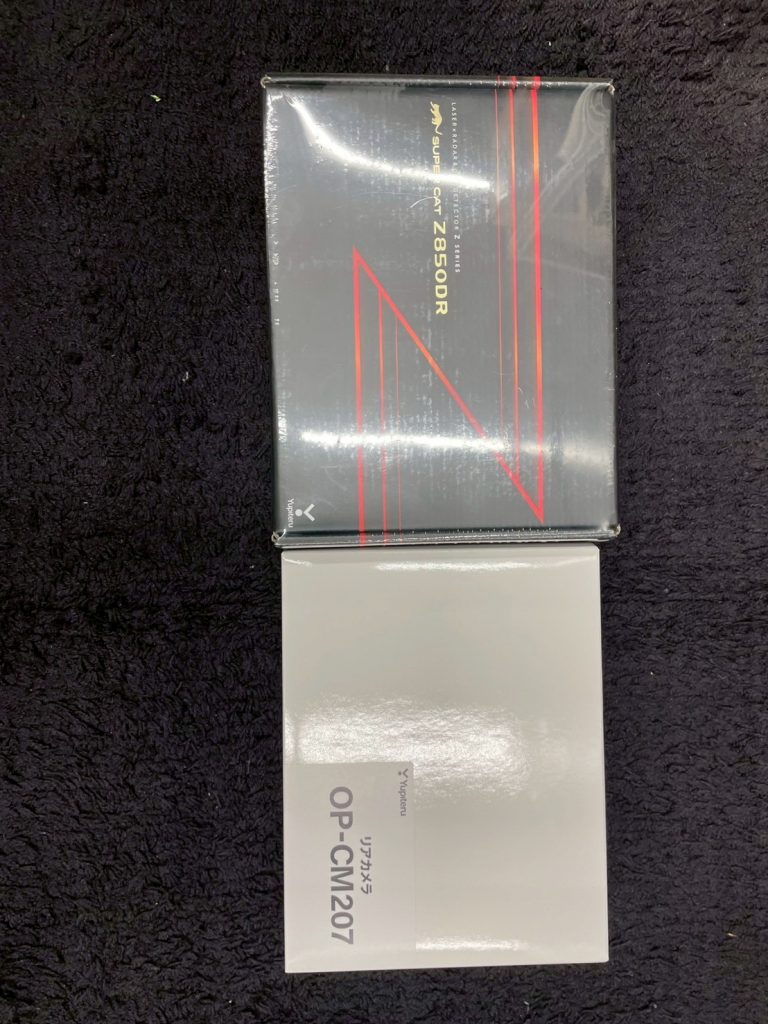 LASER&RADAR DETECTOR Z SERIES
SUPER CAT Z850DR
Yupiteru
Yupiteru
リアカメラ
OP-CM207